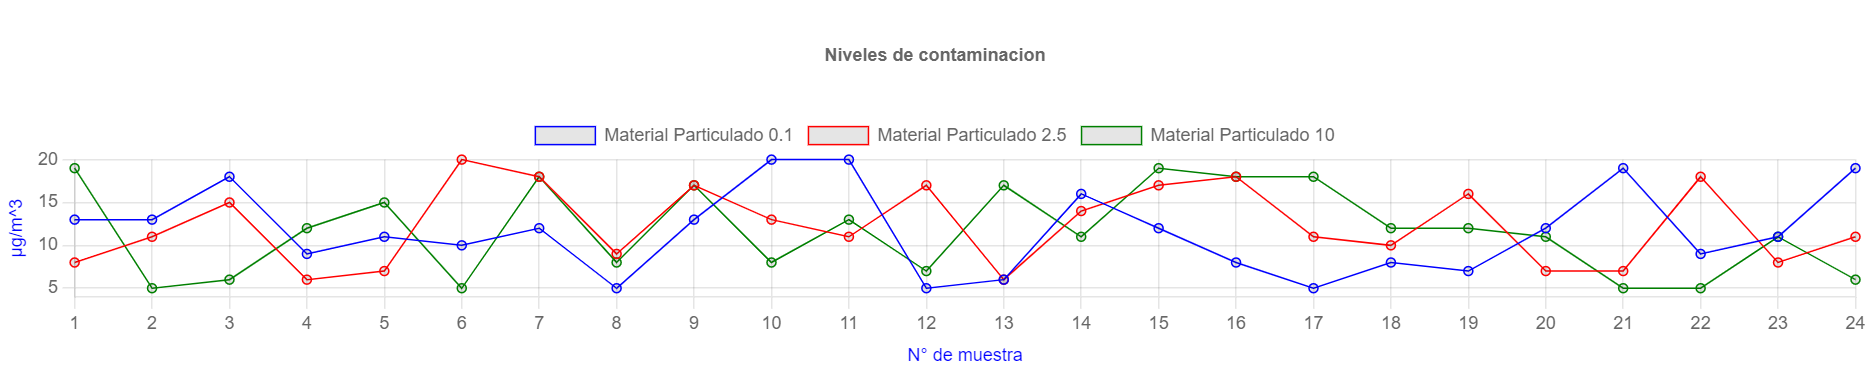 Niveles de contaminacion
Material Particulado 0.1 Material Particulado 2.5 Material Particulado 10
20
15
10
5
µg/m^3
1 2 3 4 5 6 7 8 9 10 11 12 13 14 15 16 17 18 19 20 21 22 23 24
N° de muestra